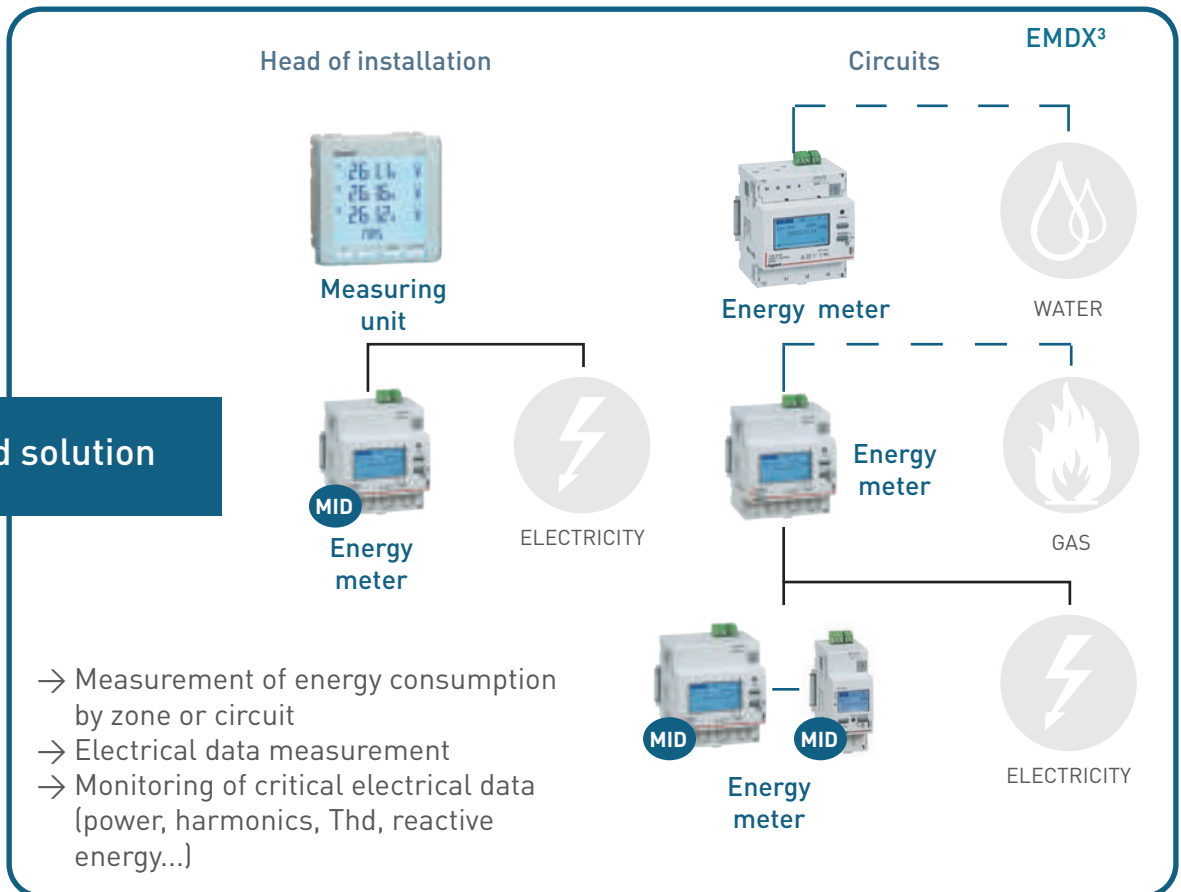 EMDX³
Head of installation
Circuits
Measuring
unit
Energy meter
WATER
MID
Energy
meter
ELECTRICITY
Energy
meter
GAS
d solution
→ Measurement of energy consumption
by zone or circuit
→ Electrical data measurement
→ Monitoring of critical electrical data
(power, harmonics, Thd, reactive
energy...)
MID
MID
Energy
meter
ELECTRICITY